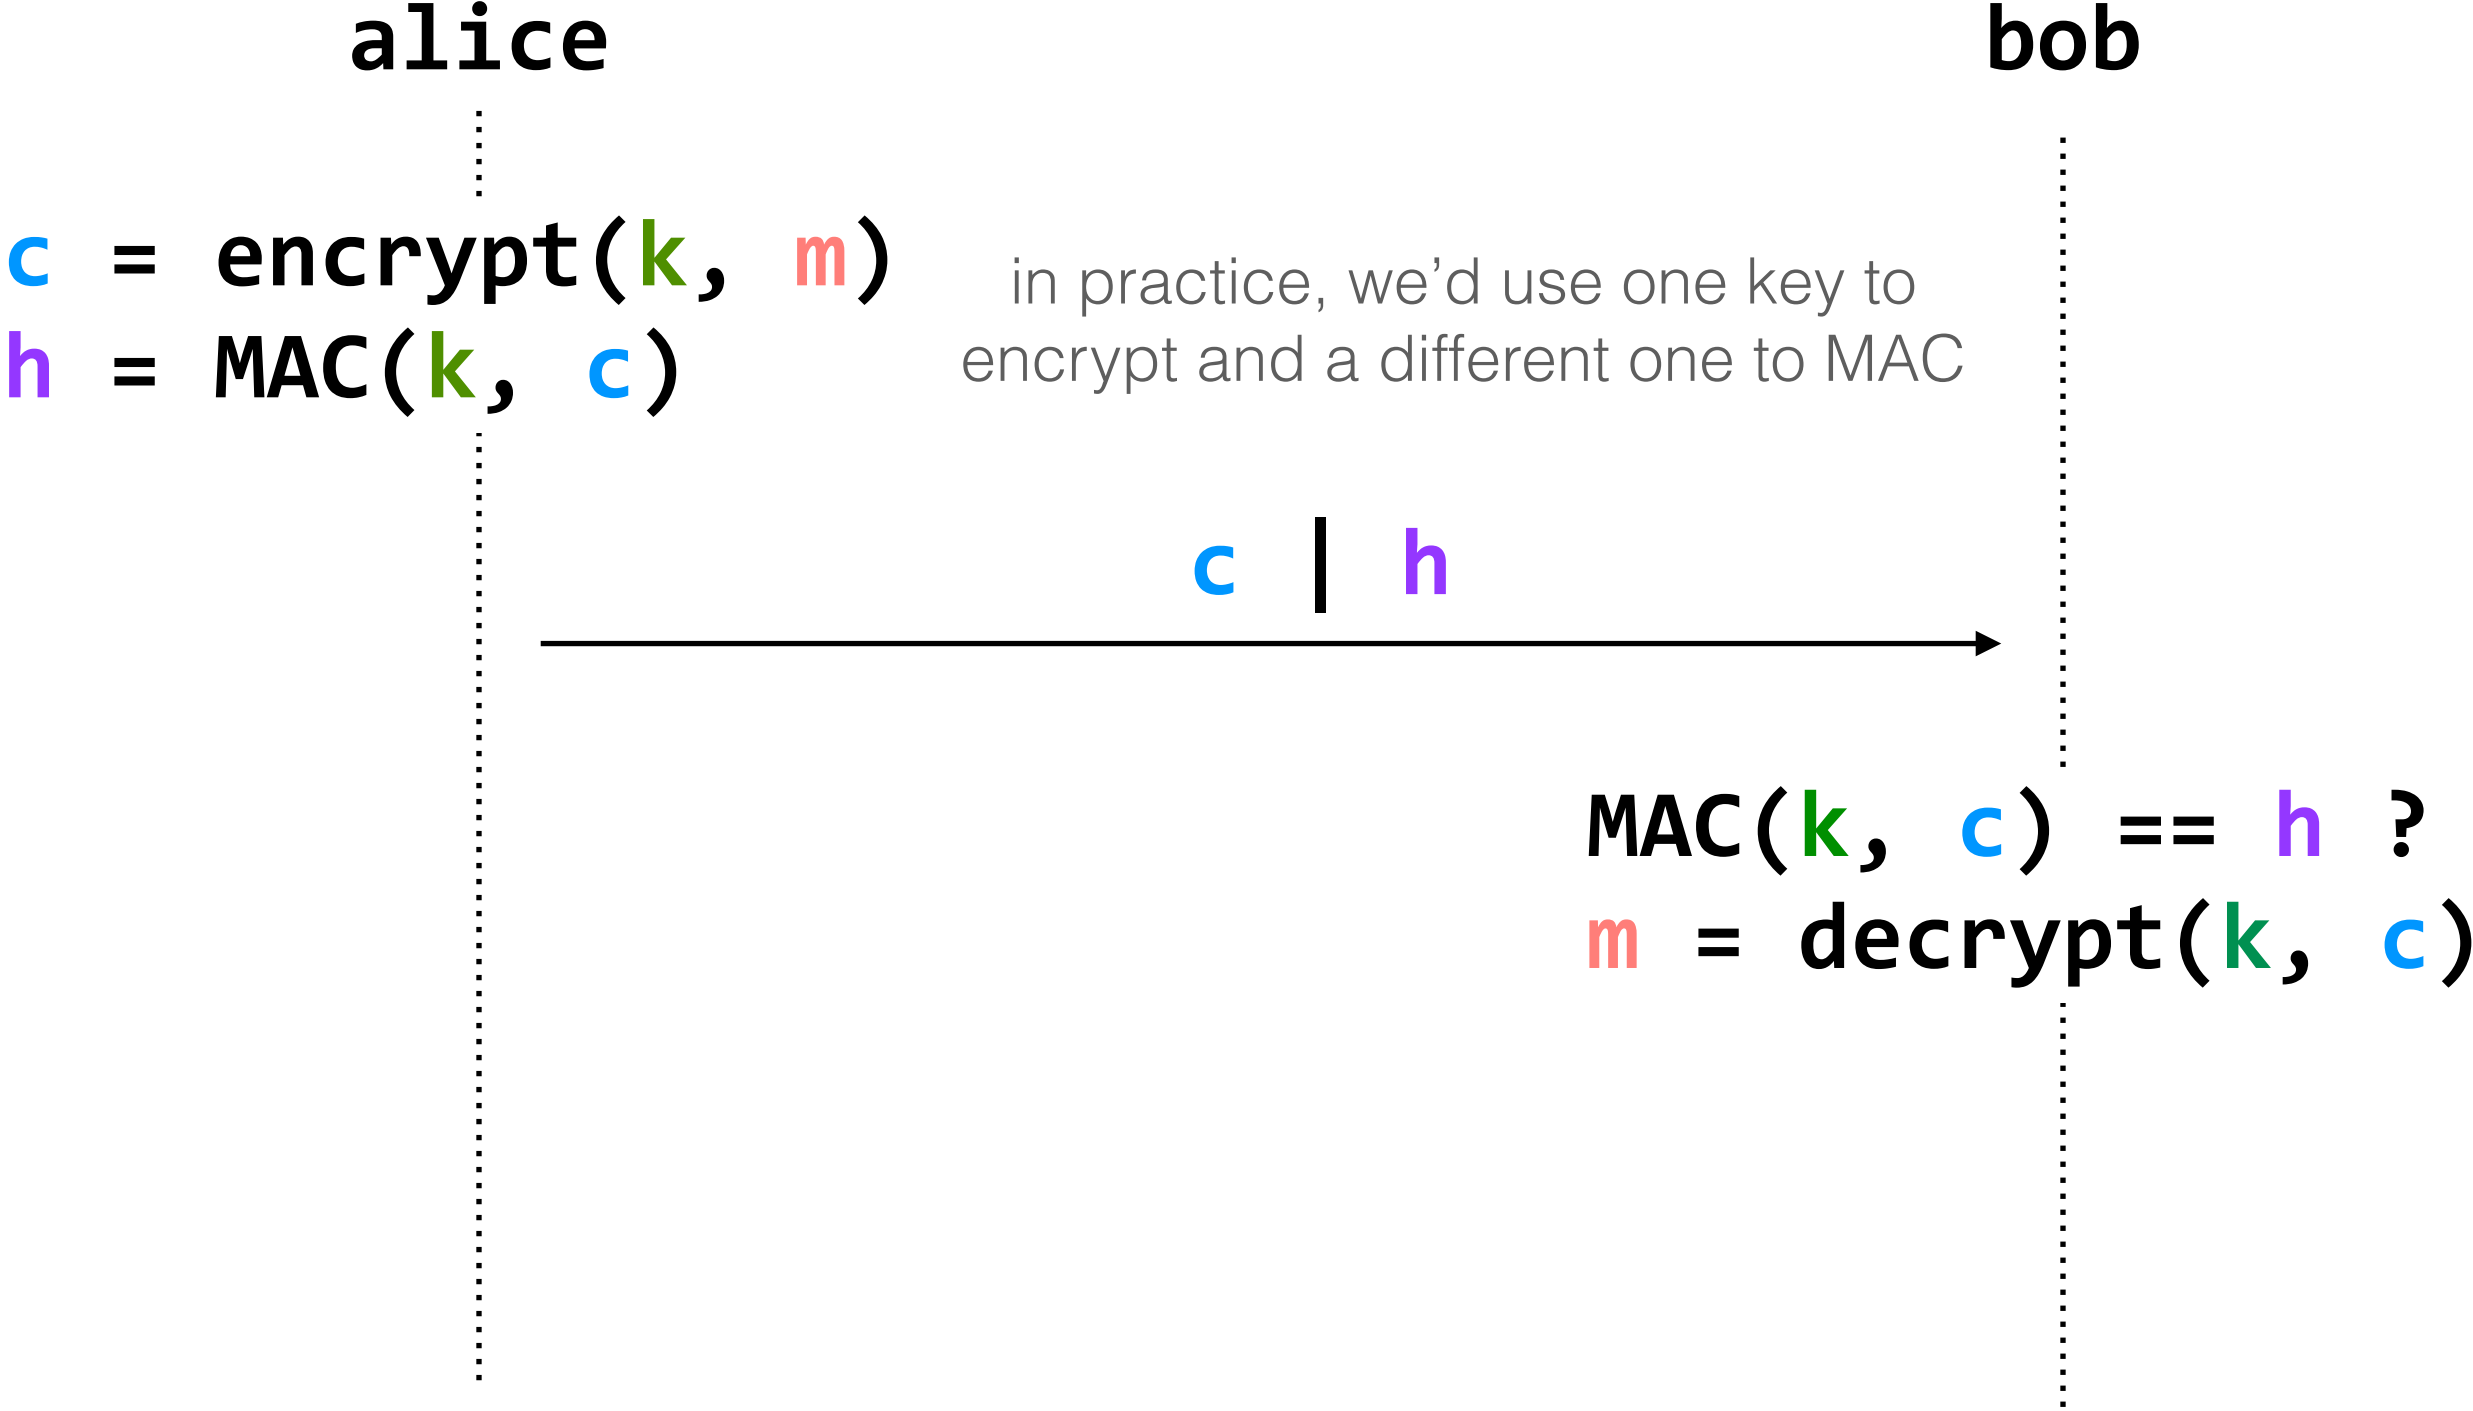 alice
bob
c = encrypt(k, m)
h = MAC(k, c)
in practice, we’d use one key to
encrypt and a different one to MAC
c | h
MAC(k, c) == h ?
m = decrypt(k, c)